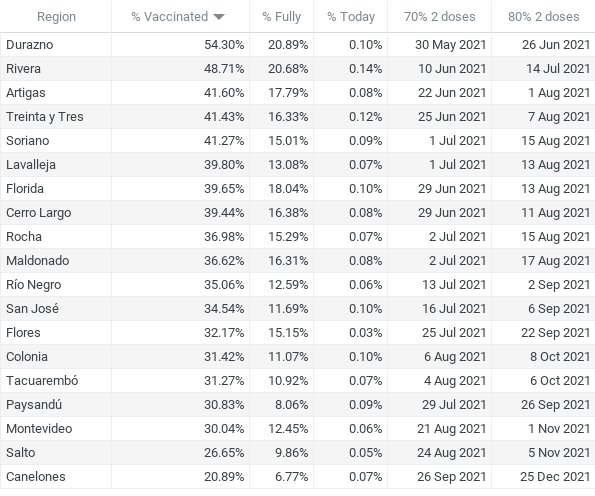 Region % Vaccinated % Fully % Today 70% 2 doses 80% 2 doses
Durazno 54.30% 20.89% 0.10% 30 May 2021 26 Jun 2021
Rivera 48.71% 20.68% 0.14% 10 Jun 2021 14 Jul 2021
Artigas 41.60% 17.79% 0.08% 22 Jun 2021 1 Aug 2021
Treinta y Tres 41.43% 16.33% 0.12% 25 Jun 2021 7 Aug 2021
Soriano 41.27% 15.01% 0.09% 1 Jul 2021 15 Aug 2021
Lavalleja 39.80% 13.08% 0.07% 1 Jul 2021 13 Aug 2021
Florida 39.65% 18.04% 0.10% 29 Jun 2021 13 Aug 2021
Cerro Largo 39.44% 16.38% 0.08% 29 Jun 2021 11 Aug 2021
Rocha 36.98% 15.29% 0.07% 2 Jul 2021 15 Aug 2021
Maldonado 36.62% 16.31% 0.08% 2 Jul 2021 17 Aug 2021
Río Negro 35.06% 12.59% 0.06% 13 Jul 2021 2 Sep 2021
San José 34.54% 11.69% 0.10% 16 Jul 2021 6 Sep 2021
Flores 32.17% 15.15% 0.03% 25 Jul 2021 22 Sep 2021
Colonia 31.42% 11.07% 0.10% 6 Aug 2021 8 Oct 2021
Tacuarembó 31.27% 10.92% 0.07% 4 Aug 2021 6 Oct 2021
Paysandú 30.83% 8.06% 0.09% 29 Jul 2021 26 Sep 2021
Montevideo 30.04% 12.45% 0.06% 21 Aug 2021 1 Nov 2021
Salto 26.65% 9.86% 0.05% 24 Aug 2021 5 Nov 2021
Canelones 20.89% 6.77% 0.07% 26 Sep 2021 25 Dec 2021